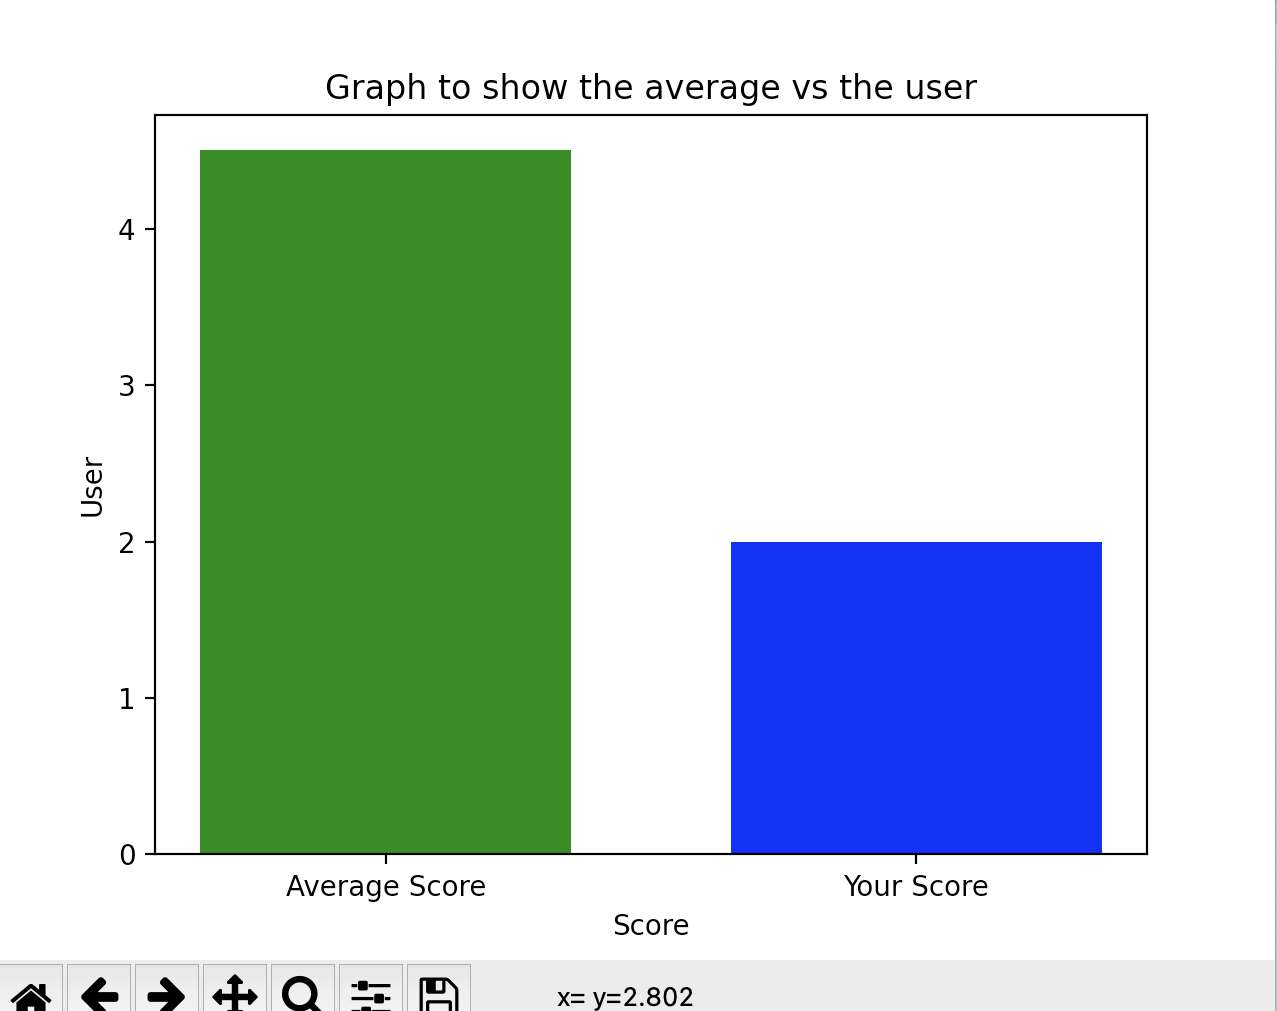 Graph to show the average vs the user
4
3
User
2
1
0
Average Score Your Score
Score
x= y=2.802